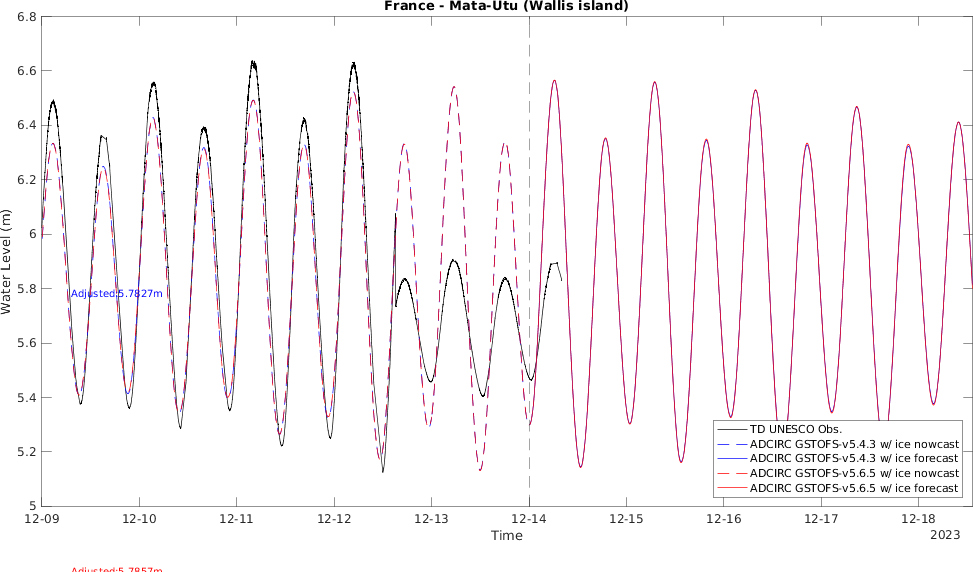 France - Mata-Utu (Wallis island)
6.8
6.6
6.4
6.2
6
5.8
5.6
5.4
5.2
5
Water Level (m)
Adjusted:5.7827m
TD UNESCO Obs.
ADCIRC GSTOFS-v5.4.3 w/ ice nowcast
ADCIRC GSTOFS-v5.4.3 w/ ice forecast
ADCIRC GSTOFS-v5.6.5 w/ ice nowcast
ADCIRC GSTOFS-v5.6.5 w/ ice forecast
12-09 12-10 12-11 12-12 12-13 12-14 12-15 12-16 12-17 12-18
Time
2023
Adjusted:5.7857m